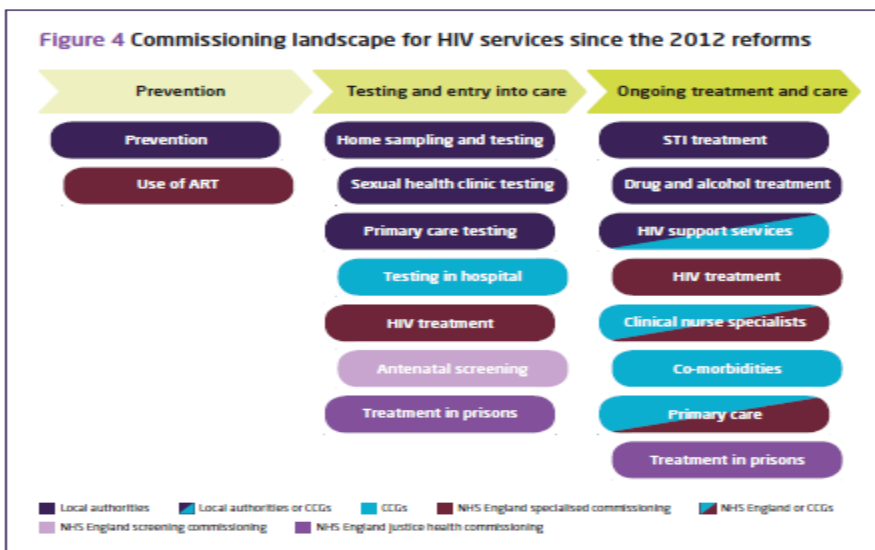 Figure 4 Commissioning landscape for HIV services since the 2012 reforms
Prevention
Testing and entry into care
Ongoing treatment and care
Prevention
Home sampling and testing
STI treatment
Use of ART
Sexual health clinic testing
Drug and alcohol treatment
Primary care testing
HIV support services
Testing in hospital
HIV treatment
HIV treatment
Clinical nurse specialists
Antenatal screening
Co-morbidities
Treatment in prisons
Primary care
Treatment in prisons
Local authorities
Local authorities or CCGs
CCGs
NHS England specialised commissioning
NHS England or CCGs
NHS England screening commissioning
NHS England justice health commissioning